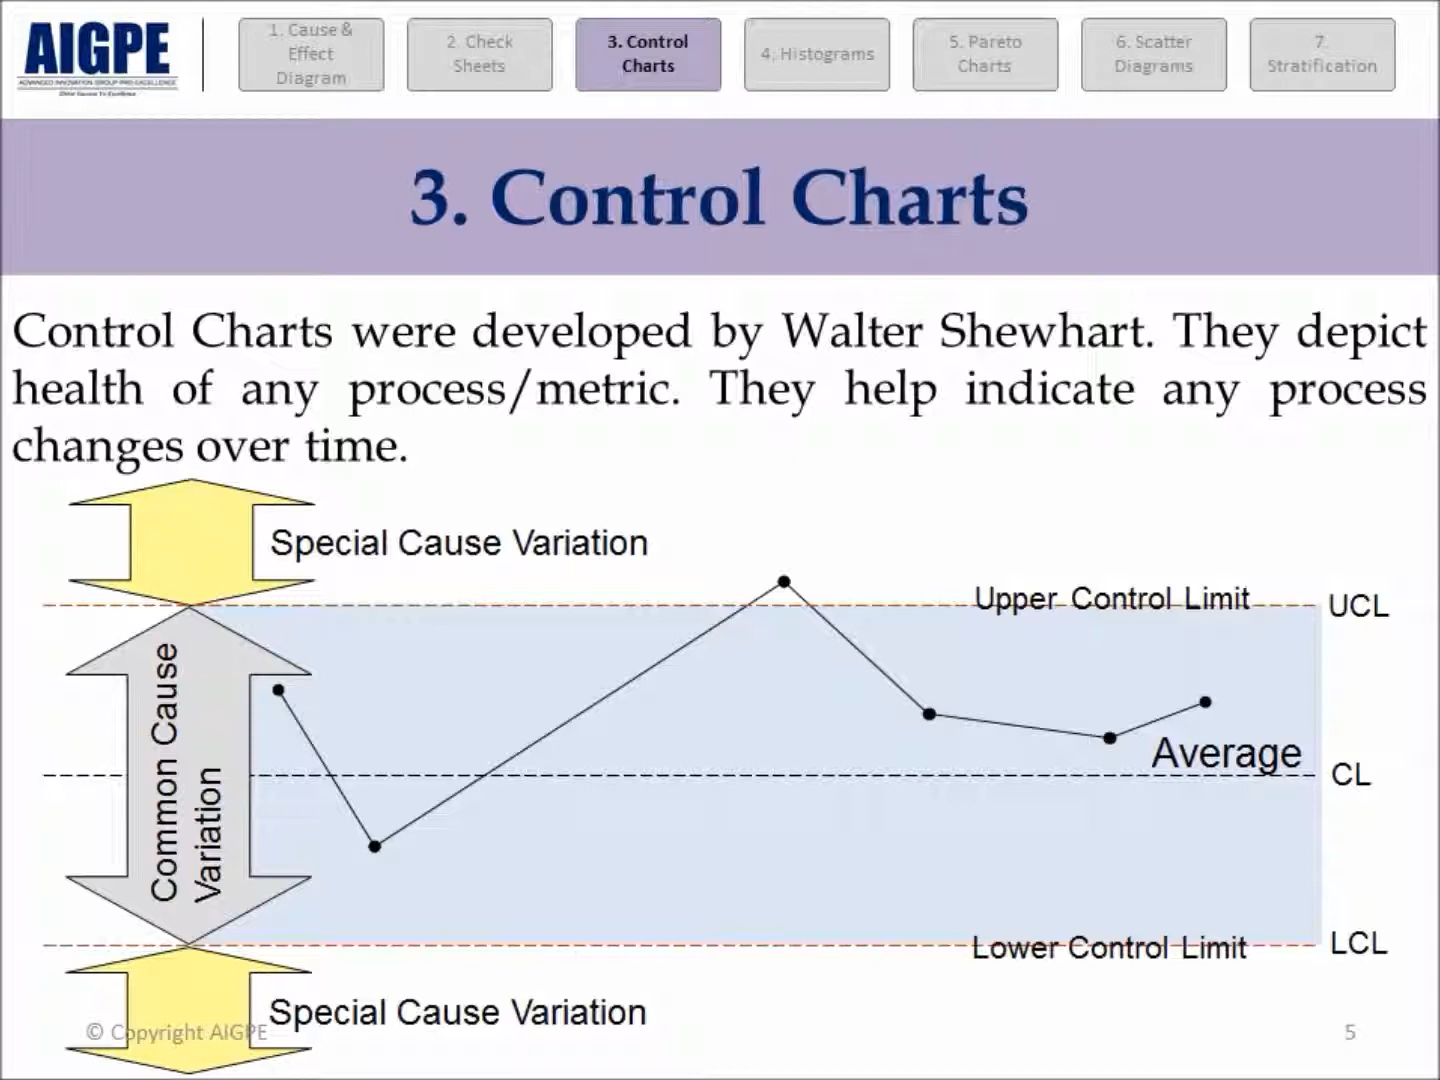 AIGPE
1. Cause &
Effect
Diagram
2. Check
Sheets
3. Control
Charts
4. Histograms
5. Pareto
Charts
6. Scatter
Diagrams
7.
Stratification
3. Control Charts
Control Charts were developed by Walter Shewhart. They depict
health of any process/metric. They help indicate any process
changes over time.
Special Cause Variation
Upper Control Limit
UCL
Common Cause
Variation
Average
CL
Lower Control Limit
LCL
Special Cause Variation
© Copyright AIGPE
5